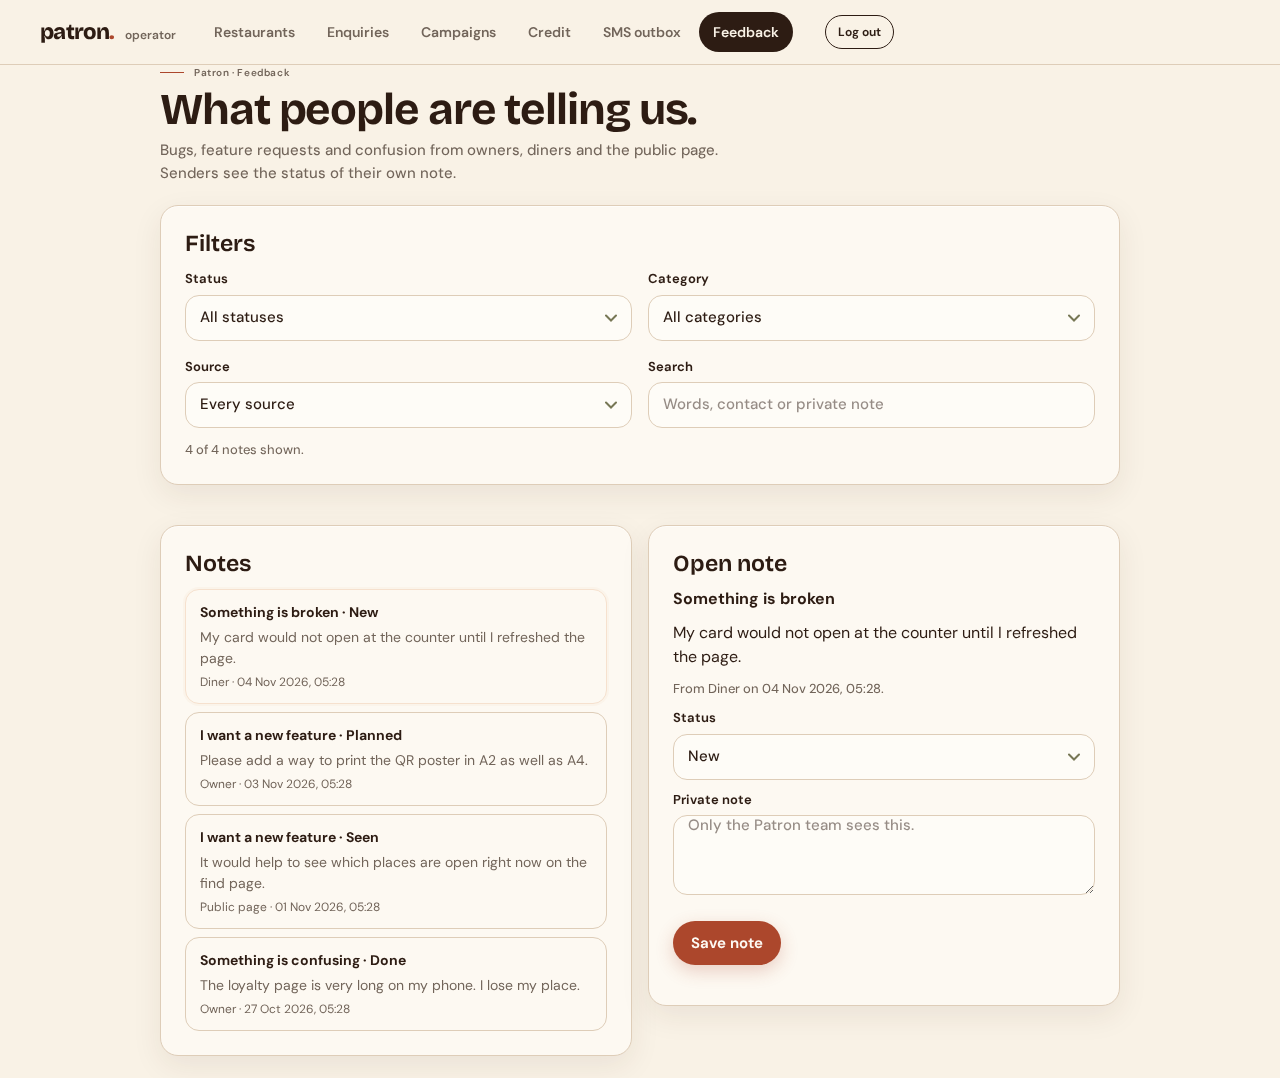 patron. operator Restaurants Enquiries Campaigns Credit SMS outbox Feedback Log out
Patron · Feedback
What people are telling us.
Bugs, feature requests and confusion from owners, diners and the public page.
Senders see the status of their own note.
Filters
Status
All statuses
Category
All categories
Source
Every source
Search
Words, contact or private note
4 of 4 notes shown.
Notes
Something is broken · New
My card would not open at the counter until I refreshed the
page.
Diner · 04 Nov 2026, 05:28
I want a new feature · Planned
Please add a way to print the QR poster in A2 as well as A4.
Owner · 03 Nov 2026, 05:28
I want a new feature · Seen
It would help to see which places are open right now on the
find page.
Public page · 01 Nov 2026, 05:28
Something is confusing · Done
The loyalty page is very long on my phone. I lose my place.
Owner · 27 Oct 2026, 05:28
Open note
Something is broken
My card would not open at the counter until I refreshed
the page.
From Diner on 04 Nov 2026, 05:28.
Status
New
Private note
Only the Patron team sees this.
Save note